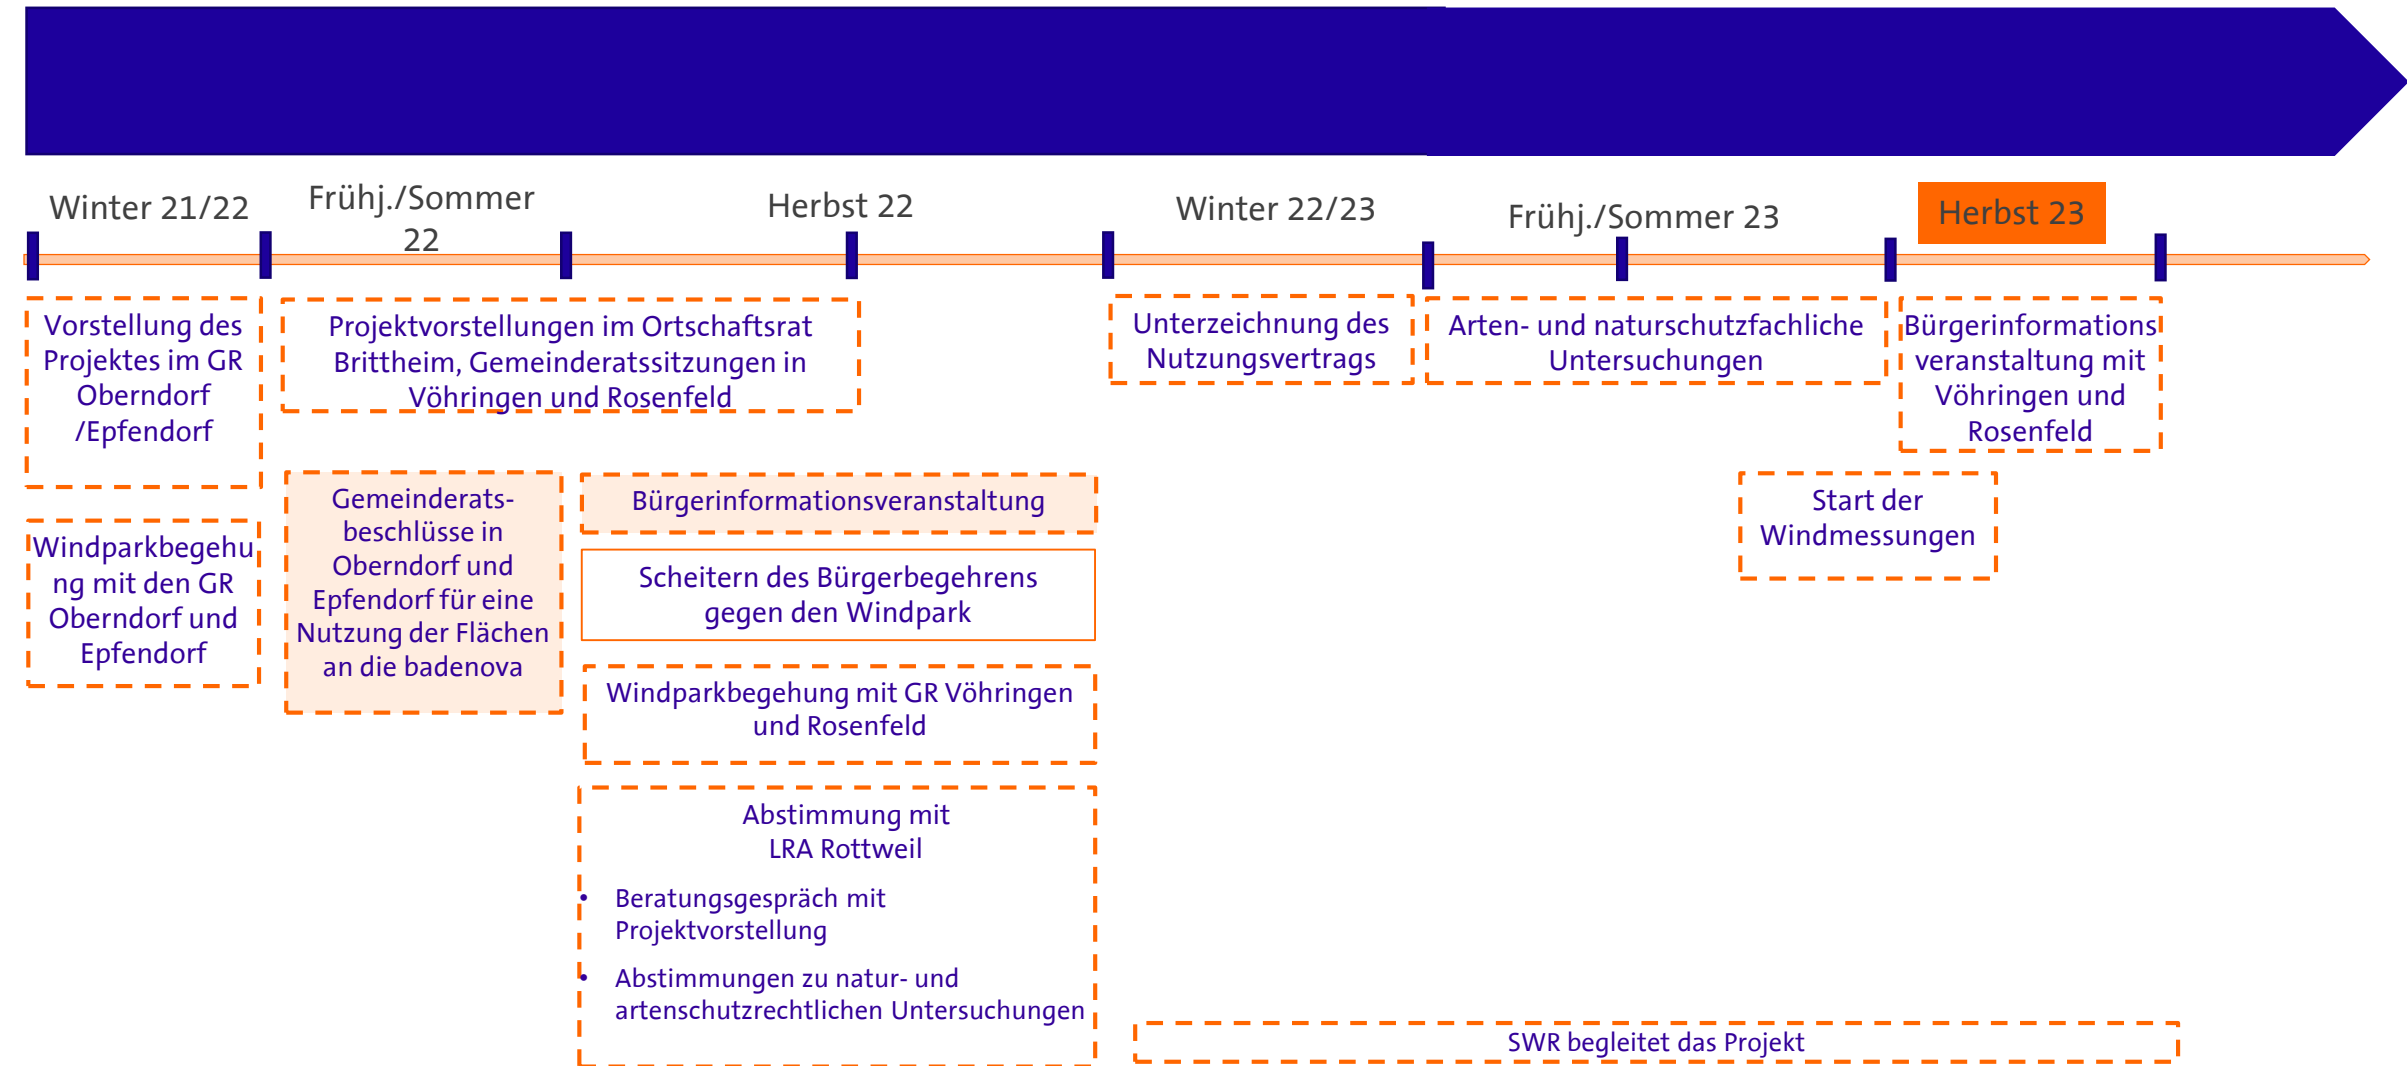 Winter 21/22
Frühj./Sommer
22
Herbst 22
Winter 22/23
Frühj./Sommer 23
Herbst 23
Vorstellung des
Projektes im GR
Oberndorf
/Epfendorf
Projektvorstellungen im Ortschaftsrat
Brittheim, Gemeinderatssitzungen in
Vöhringen und Rosenfeld
Unterzeichnung des
Nutzungsvertrags
Arten- und naturschutzfachliche
Untersuchungen
Bürgerinformations
veranstaltung mit
Vöhringen und
Rosenfeld
Windparkbegehu
ng mit den GR
Oberndorf und
Epfendorf
Gemeinderats-
beschlüsse in
Oberndorf und
Epfendorf für eine
Nutzung der Flächen
an die badenova
Bürgerinformationsveranstaltung
Scheitern des Bürgerbegehrens
gegen den Windpark
Windparkbegehung mit GR Vöhringen
und Rosenfeld
Abstimmung mit
LRA Rottweil
• Beratungsgespräch mit
Projektvorstellung
• Abstimmungen zu natur- und
artenschutzrechtlichen Untersuchungen
Start der
Windmessungen
SWR begleitet das Projekt